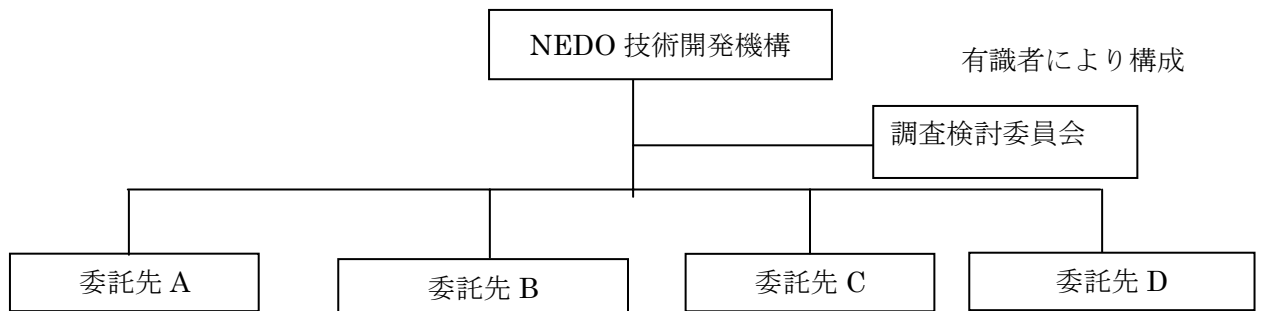 NEDO 技術開発機構
有識者により構成
調査検討委員会
委託先 A
委託先 B
委託先 C
委託先 D